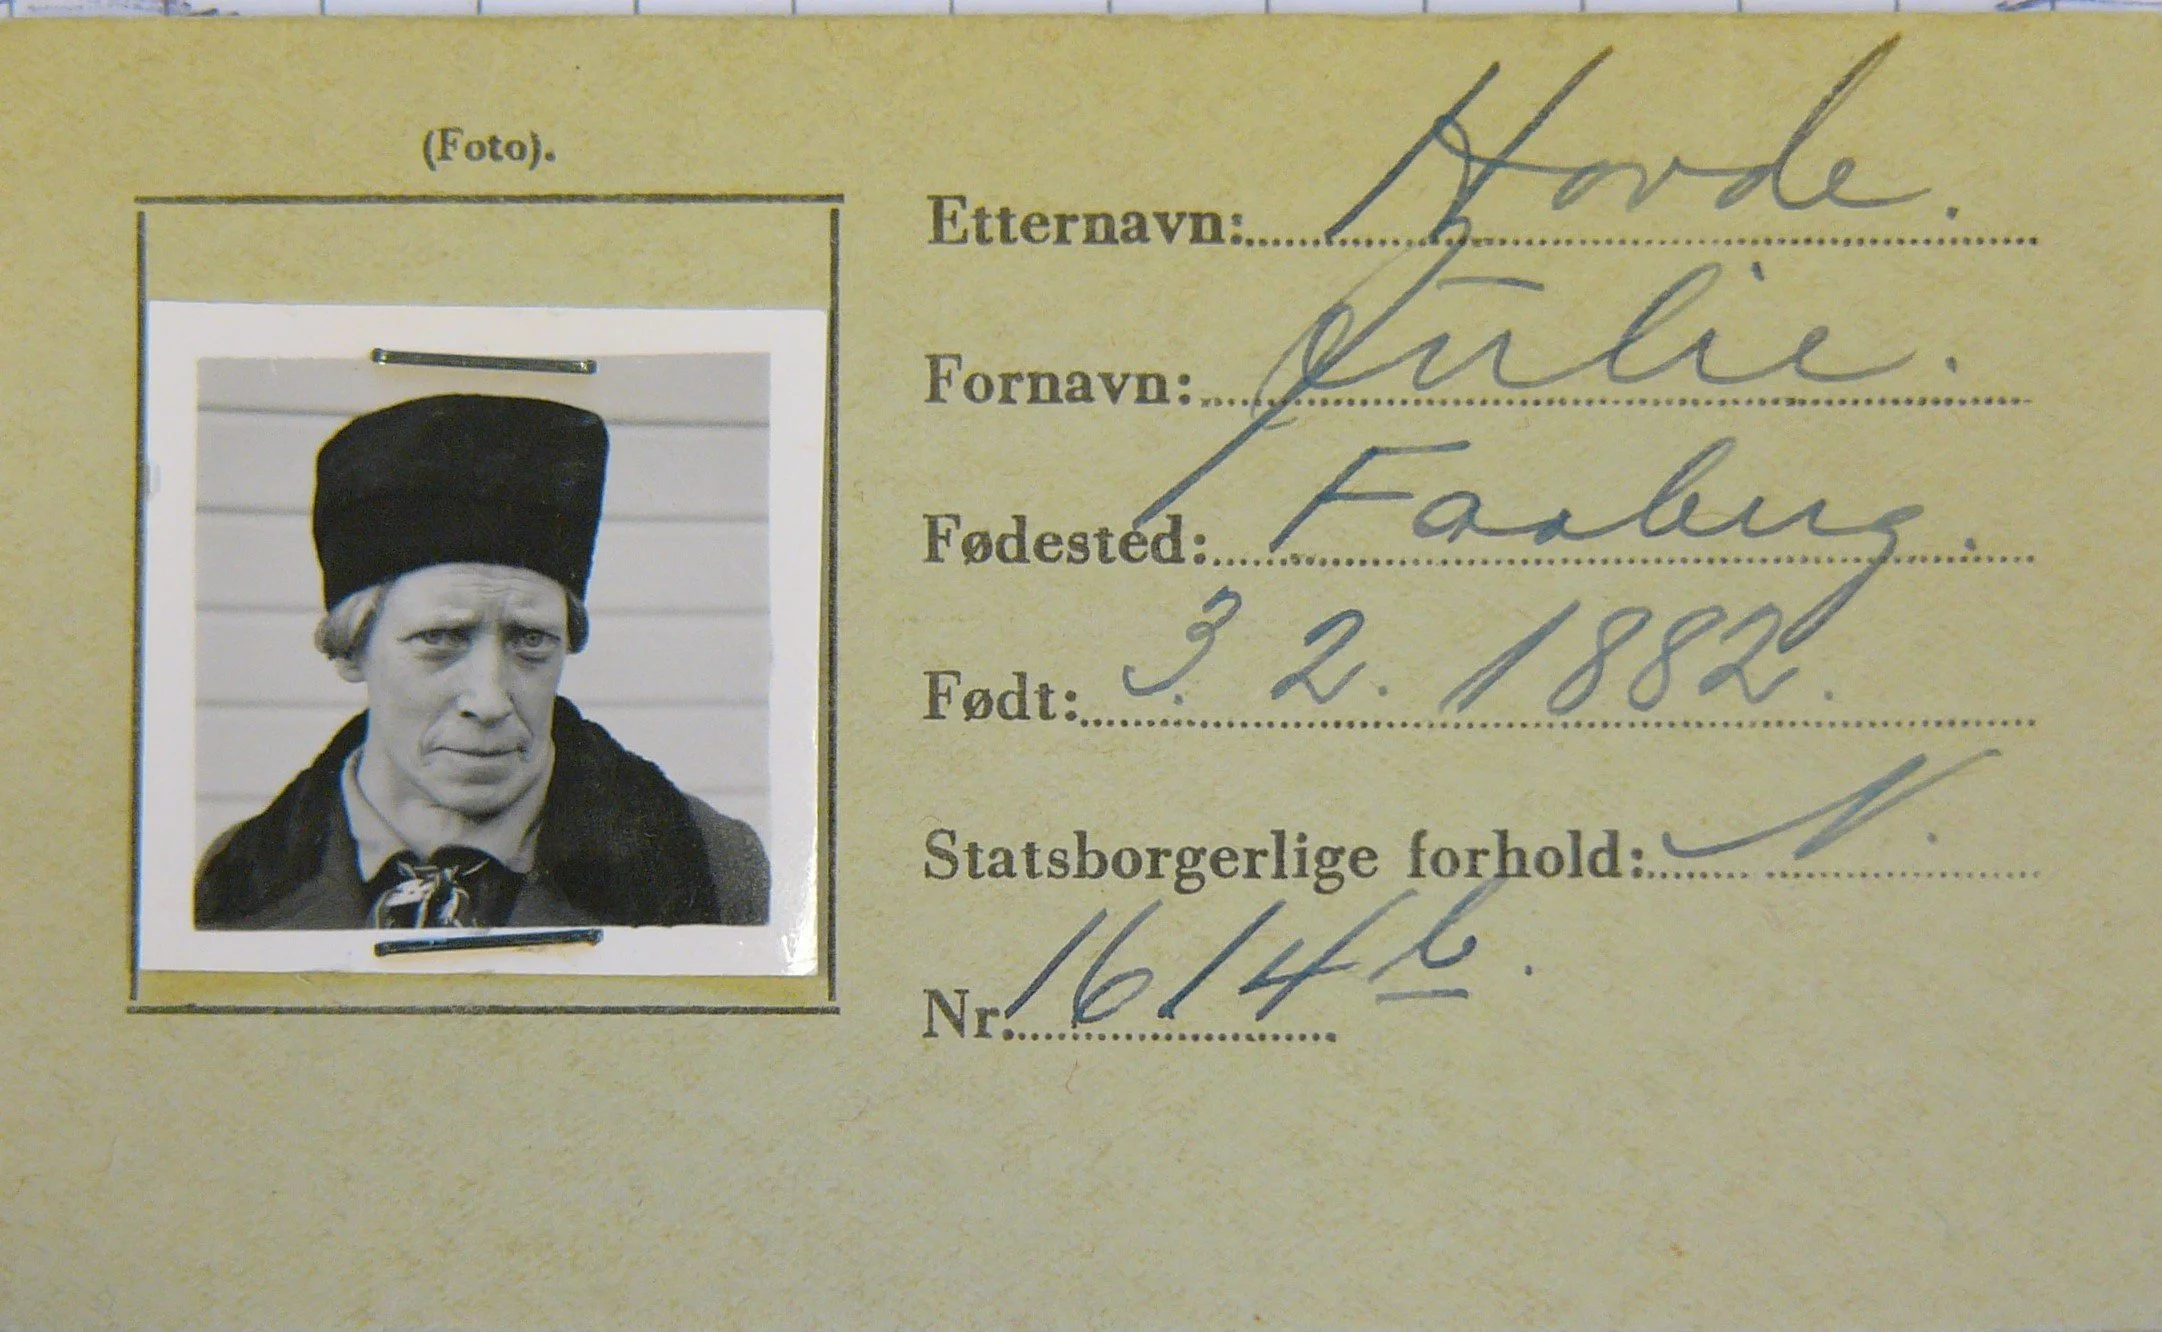 (Foto).
Etternavn: Hovde.
Fornavn: Julie.
Fødested: Faaberg.
Født: 3. 2. 1882.
Statsborgerlige forhold: N.
Nr. 1614 b.